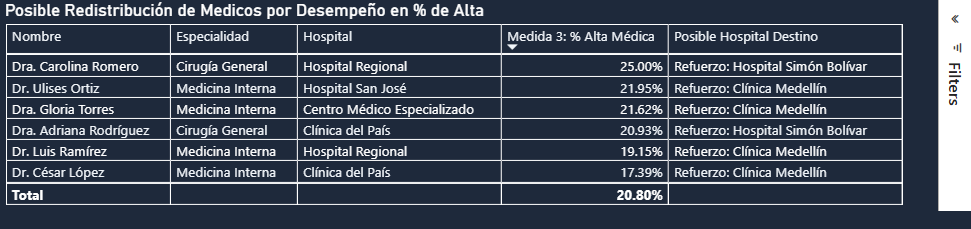 Posible Redistribución de Medicos por Desempeño en % de Alta
Nombre Especialidad Hospital Medida 3: % Alta Médica Posible Hospital Destino
Dra. Carolina Romero Cirugía General Hospital Regional 25.00% Refuerzo: Hospital Simón Bolívar
Dr. Ulises Ortiz Medicina Interna Hospital San José 21.95% Refuerzo: Clínica Medellín
Dra. Gloria Torres Medicina Interna Centro Médico Especializado 21.62% Refuerzo: Clínica Medellín
Dra. Adriana Rodríguez Cirugía General Clínica del País 20.93% Refuerzo: Hospital Simón Bolívar
Dr. Luis Ramírez Medicina Interna Hospital Regional 19.15% Refuerzo: Clínica Medellín
Dr. César López Medicina Interna Clínica del País 17.39% Refuerzo: Clínica Medellín
Total 20.80%
Filters